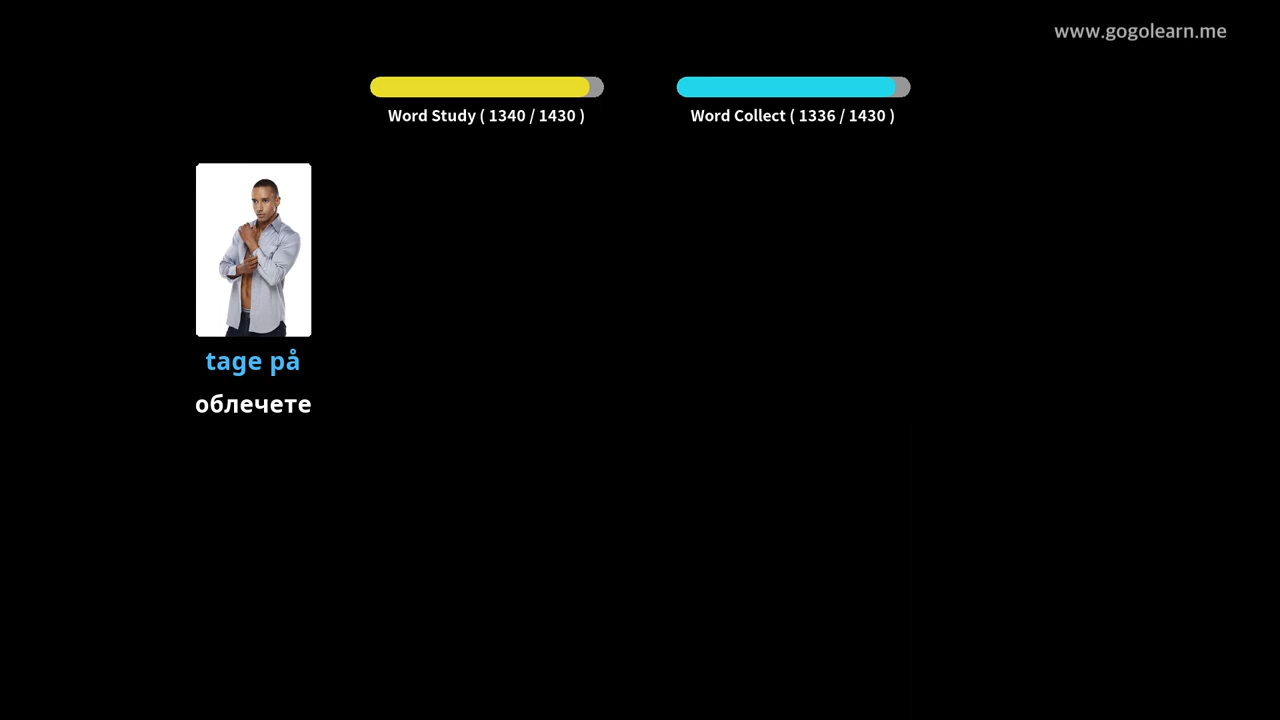 www.gogolearn.me
Word Study ( 1340 / 1430 )
Word Collect ( 1336 / 1430 )
tage på
облечете